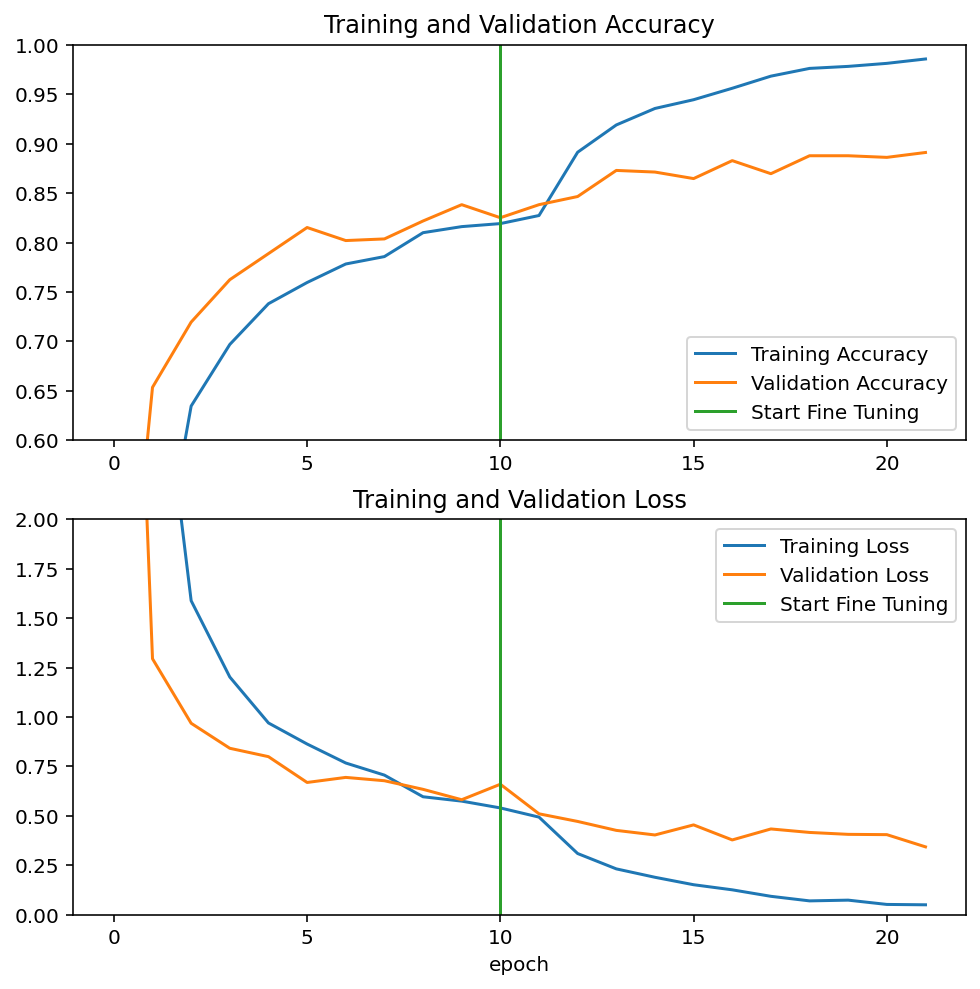 Training and Validation Accuracy
1.00
0.95
0.90
0.85
0.80
0.75
0.70
0.65
0.60
Training Accuracy
Validation Accuracy
Start Fine Tuning
0 5 10 15 20
Training and Validation Loss
2.00
1.75
1.50
1.25
1.00
0.75
0.50
0.25
0.00
Training Loss
Validation Loss
Start Fine Tuning
0 5 10 15 20
epoch